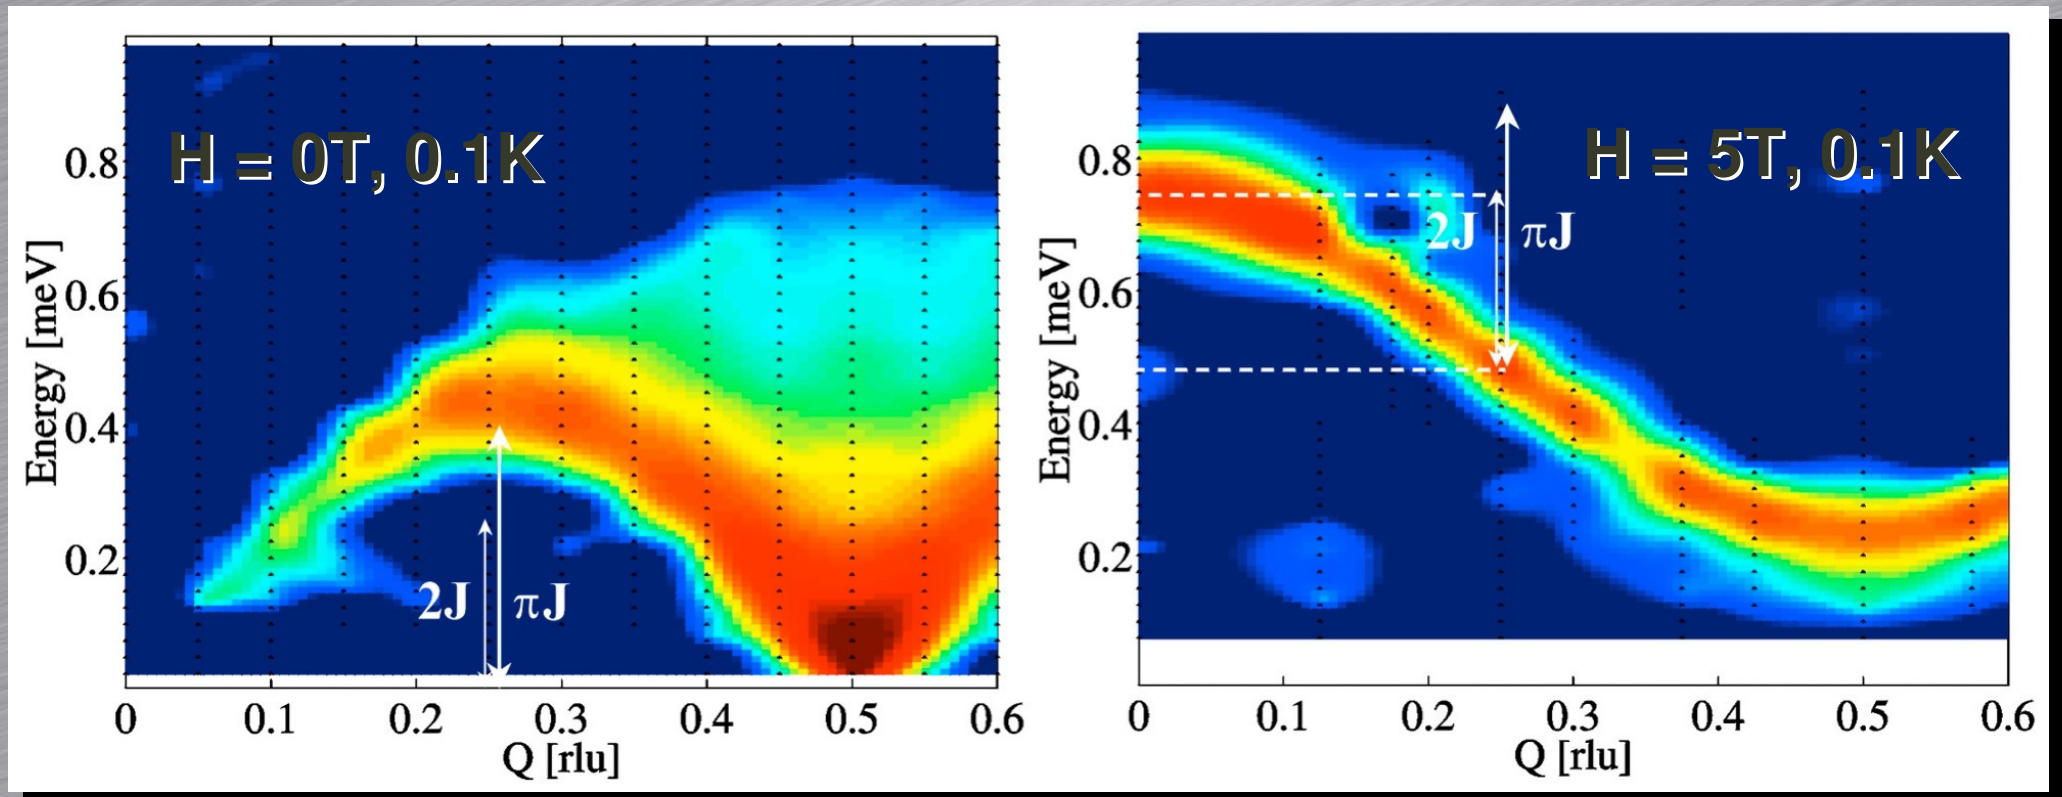 H = 0T, 0.1K
0.8
0.6
0.4
0.2
Energy [meV]
2J
πJ
0 0.1 0.2 0.3 0.4 0.5 0.6
Q [rlu]
H = 5T, 0.1K
0.8
0.6
0.4
0.2
Energy [meV]
2J
πJ
0 0.1 0.2 0.3 0.4 0.5 0.6
Q [rlu]